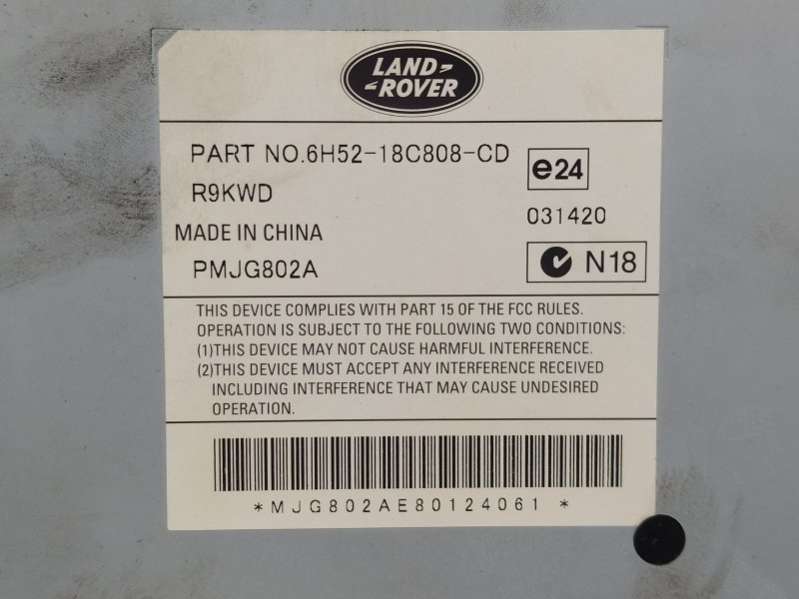 LAND-
-ROVER
PART NO.6H52-18C808-CD
e24
R9KWD
031420
MADE IN CHINA
PMJG802A
N18
THIS DEVICE COMPLIES WITH PART 15 OF THE FCC RULES.
OPERATION IS SUBJECT TO THE FOLLOWING TWO CONDITIONS:
(1)THIS DEVICE MAY NOT CAUSE HARMFUL INTERFERENCE.
(2)THIS DEVICE MUST ACCEPT ANY INTERFERENCE RECEIVED
INCLUDING INTERFERENCE THAT MAY CAUSE UNDESIRED
OPERATION.
*MJG802AE80124061 *